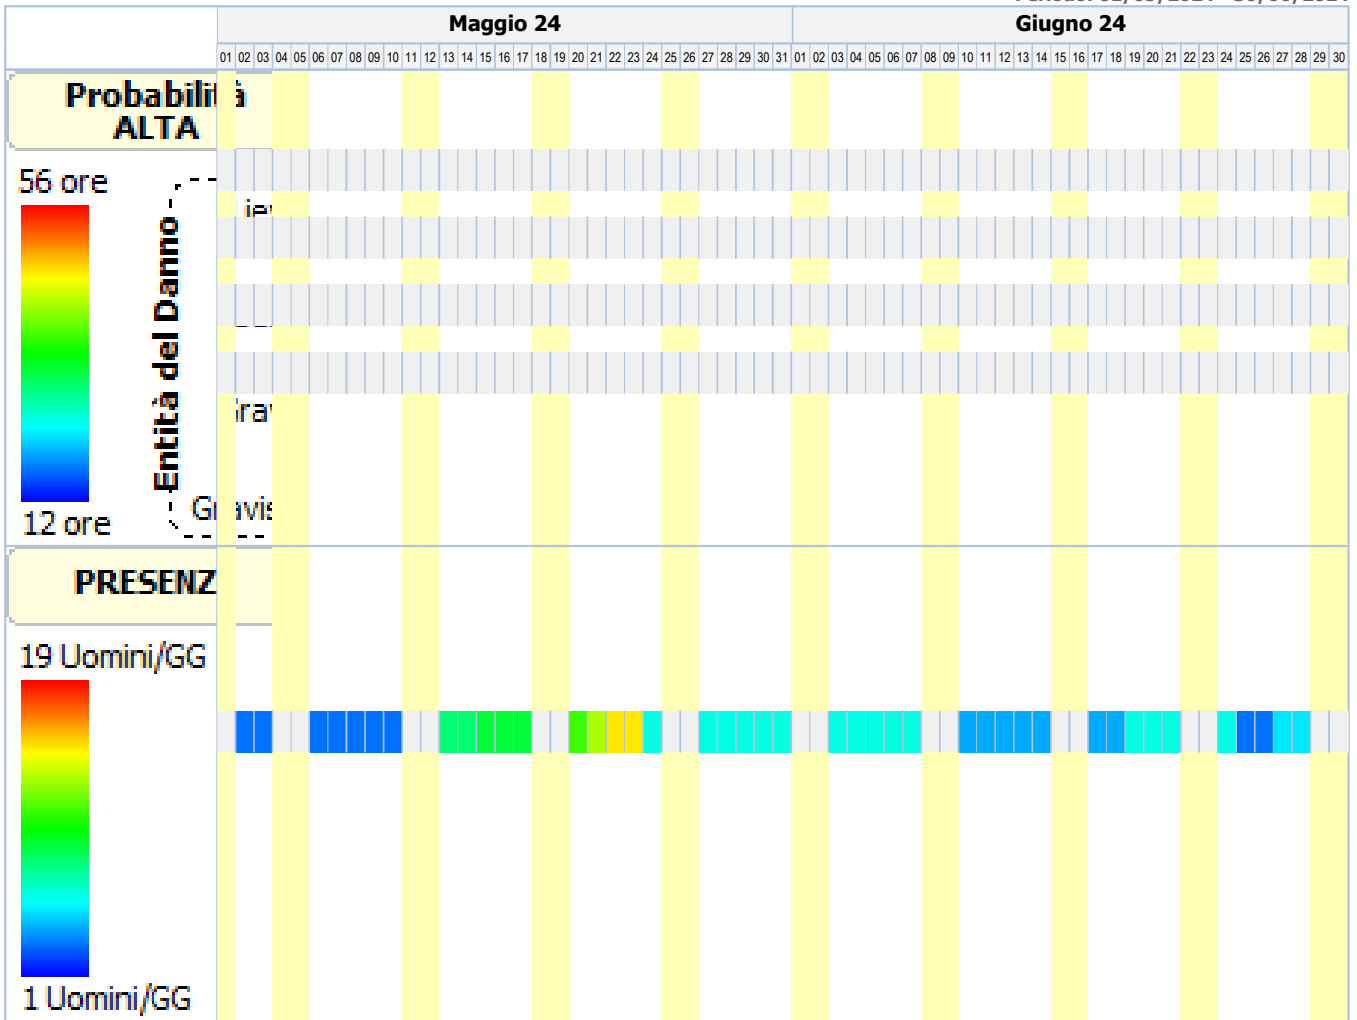 Maggio 24 Giugno 24
01 02 03 04 05 06 07 08 09 10 11 12 13 14 15 16 17 18 19 20 21 22 23 24 25 26 27 28 29 30 31 01 02 03 04 05 06 07 08 09 10 11 12 13 14 15 16 17 18 19 20 21 22 23 24 25 26 27 28 29 30
Probabilità
ALTA
56 ore
Entità del Danno
12 ore
PRESENZ
19 Uomini/GG
1 Uomini/GG